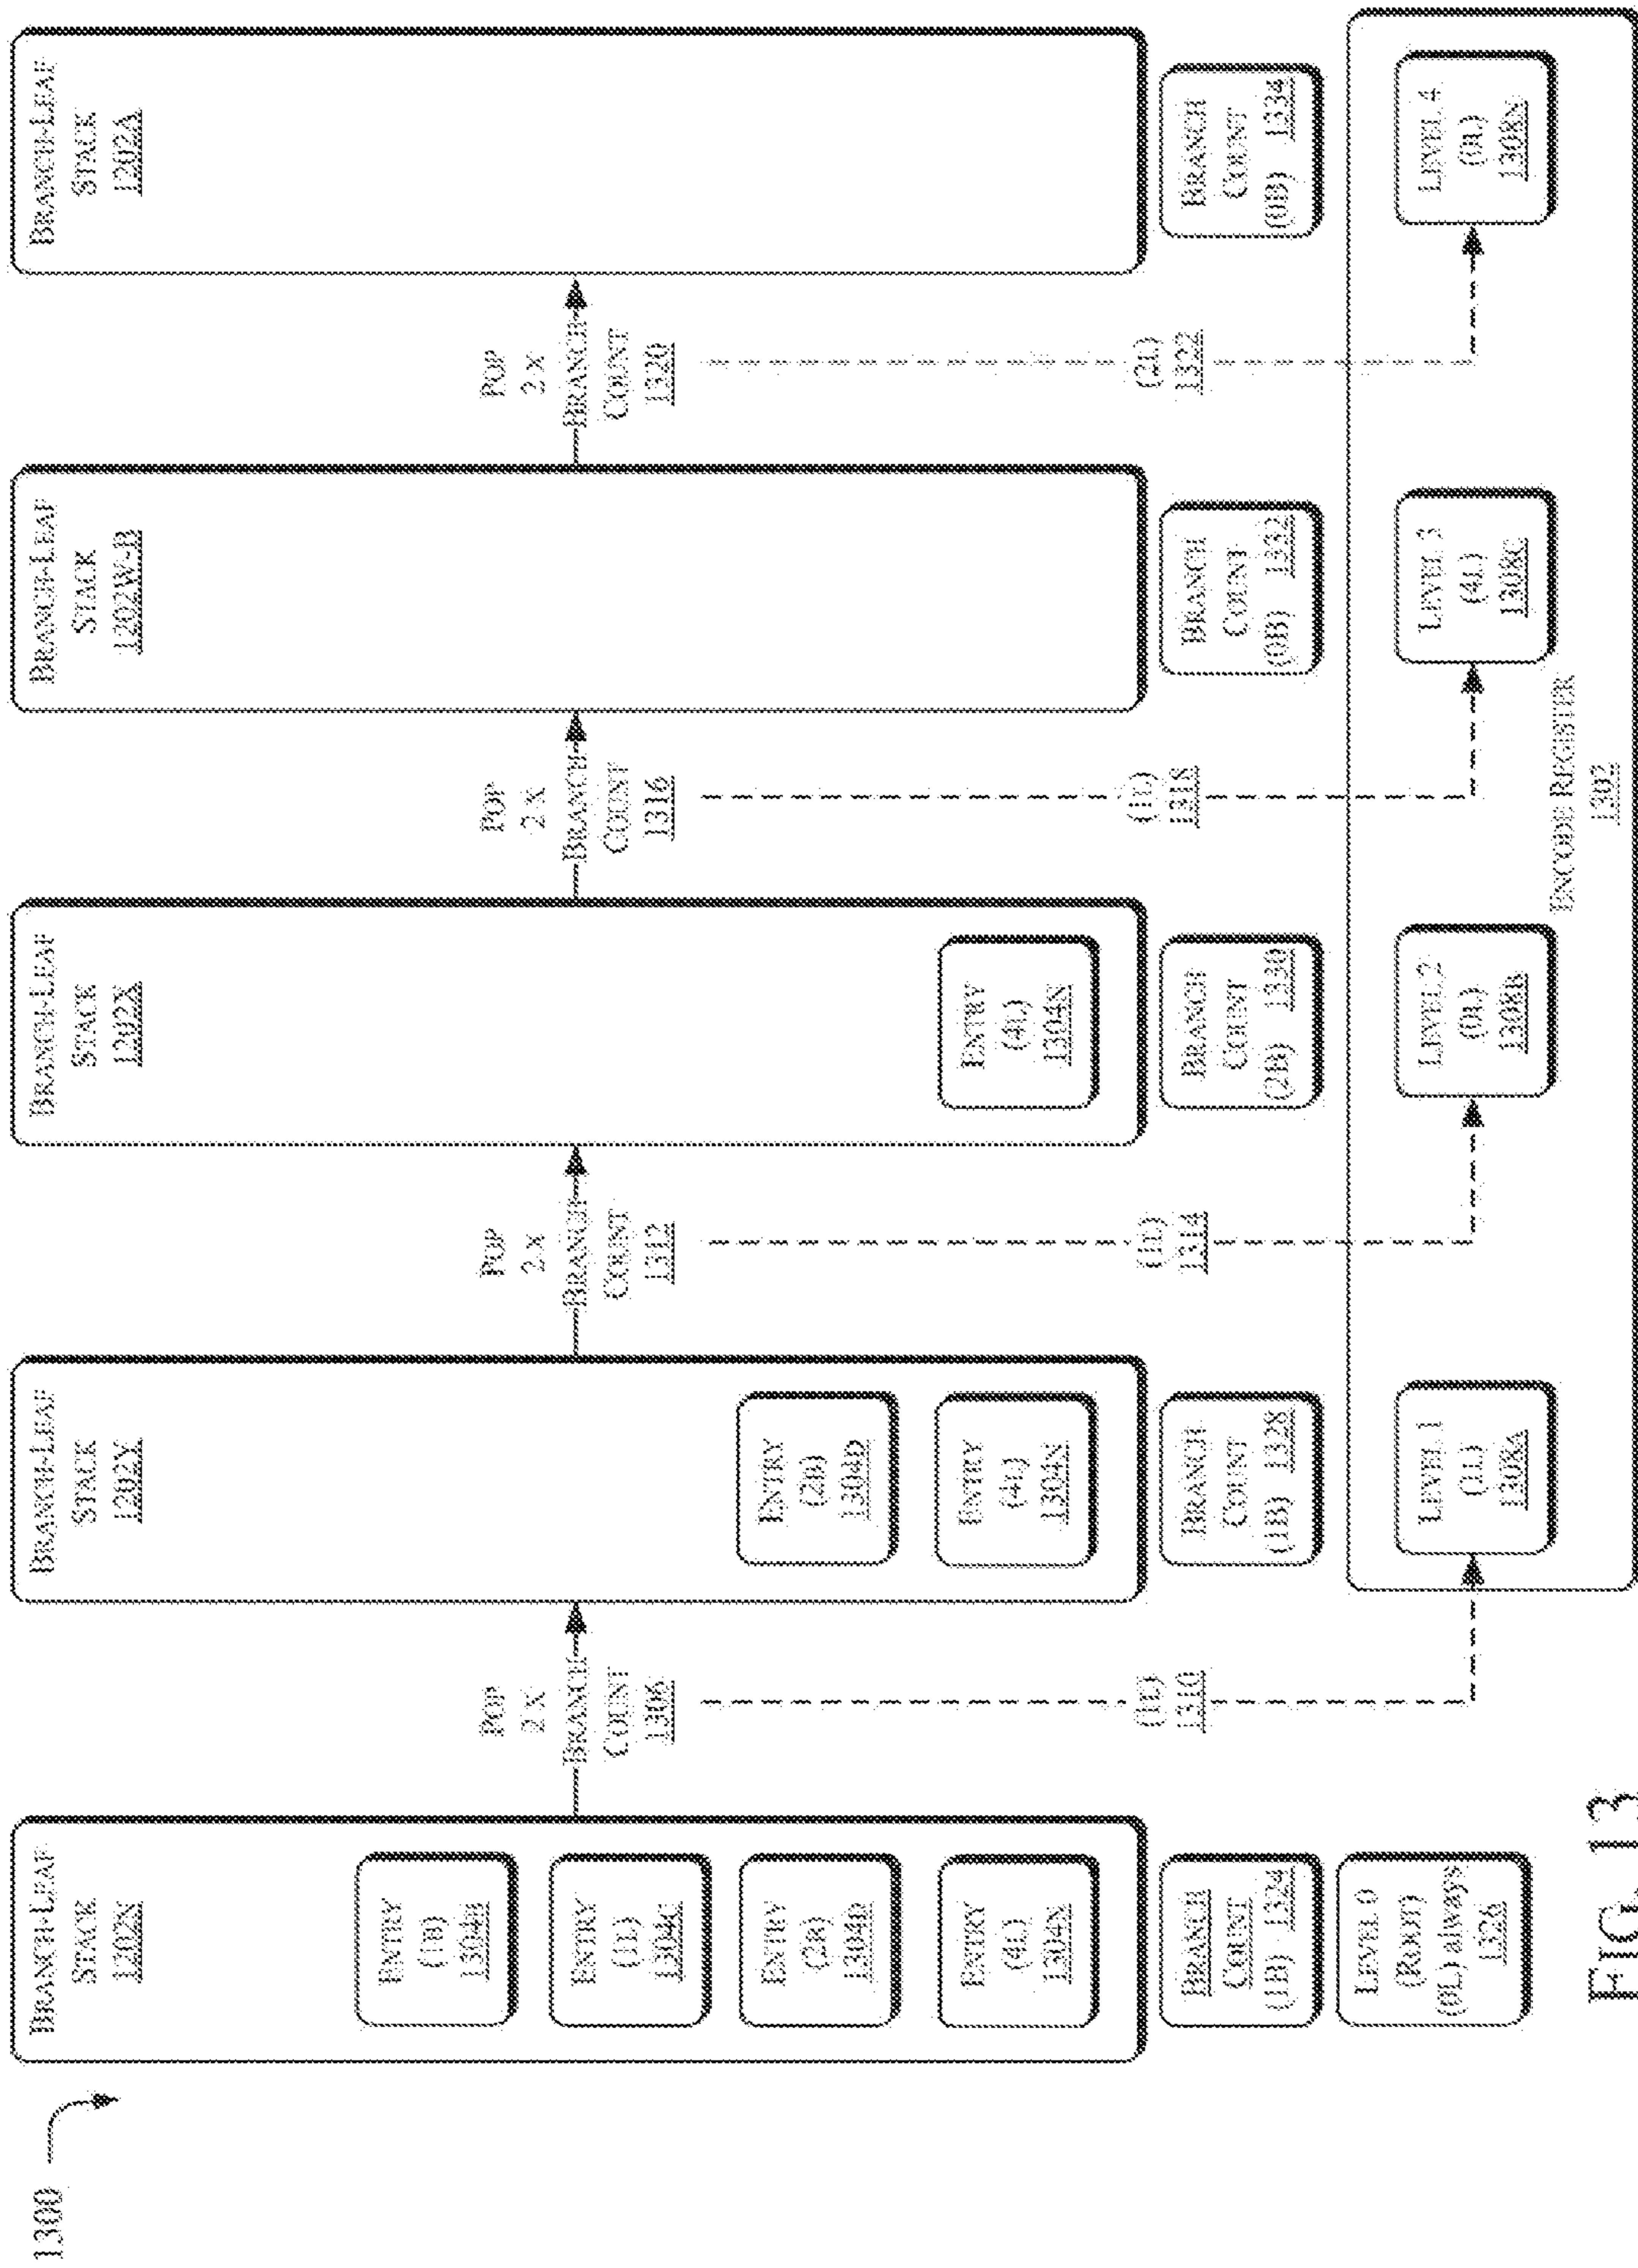 1300
BRANCH-LEAF
STACK
1202N
ENTRY
(1B)
1304B
ENTRY
(1L)
1304C
ENTRY
(2B)
1304D
ENTRY
(4L)
1304N
BRANCH
COUNT
(1B) 1324
LEVEL 0
(ROOT)
(0L) always
1326
POP
2 X
BRANCH
COUNT
1306
(1L)
1310
BRANCH-LEAF
STACK
1202Y
ENTRY
(2B)
1304D
ENTRY
(4L)
1304N
BRANCH
COUNT
(1B) 1328
LEVEL 1
(1L)
1308A
POP
2 X
BRANCH
COUNT
1312
(1L)
1314
BRANCH-LEAF
STACK
1202X
ENTRY
(4L)
1304N
BRANCH
COUNT
(2B) 1330
LEVEL 2
(0L)
1308B
POP
2 X
BRANCH
COUNT
1316
(1L)
1318
BRANCH-LEAF
STACK
1202W-B
BRANCH
COUNT
(0B) 1332
LEVEL 3
(4L)
1308C
POP
2 X
BRANCH
COUNT
1320
(2L)
1322
BRANCH-LEAF
STACK
1202A
BRANCH
COUNT
(0B) 1334
LEVEL 4
(0L)
1308N
ENCODE REGISTER
1302
FIG. 13